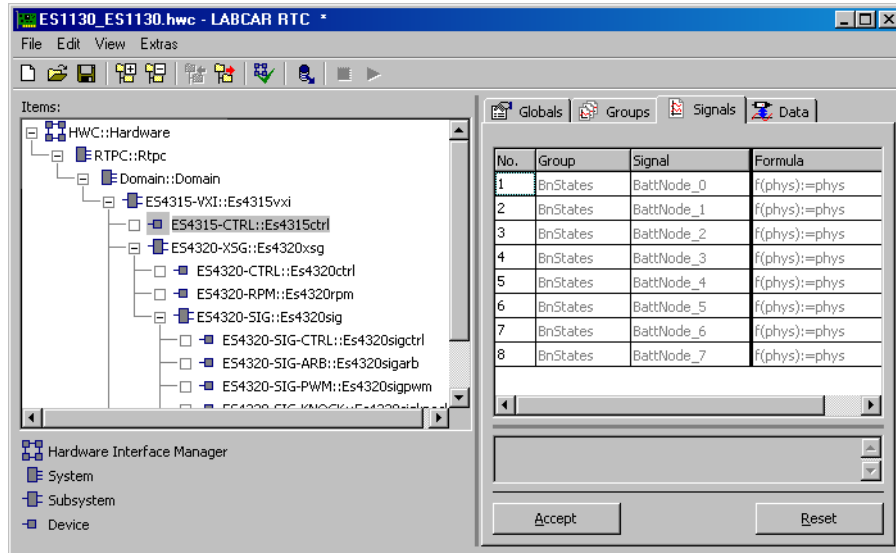 ES1130_ES1130.hwc - LABCAR RTC *
File Edit View Extras
Items:
HWC::Hardware
RTPC::Rtpc
Domain::Domain
ES4315-VXI::Es4315vxi
ES4315-CTRL::Es4315ctrl
ES4320-XSG::Es4320xsg
ES4320-CTRL::Es4320ctrl
ES4320-RPM::Es4320rpm
ES4320-SIG::Es4320sig
ES4320-SIG-CTRL::Es4320sigctrl
ES4320-SIG-ARB::Es4320sigarb
ES4320-SIG-PWM::Es4320sigpwm
Hardware Interface Manager
System
Subsystem
Device
Globals Groups Signals Data
No. Group Signal Formula
1 BnStates BattNode_0 f(phys):=phys
2 BnStates BattNode_1 f(phys):=phys
3 BnStates BattNode_2 f(phys):=phys
4 BnStates BattNode_3 f(phys):=phys
5 BnStates BattNode_4 f(phys):=phys
6 BnStates BattNode_5 f(phys):=phys
7 BnStates BattNode_6 f(phys):=phys
8 BnStates BattNode_7 f(phys):=phys
Accept Reset